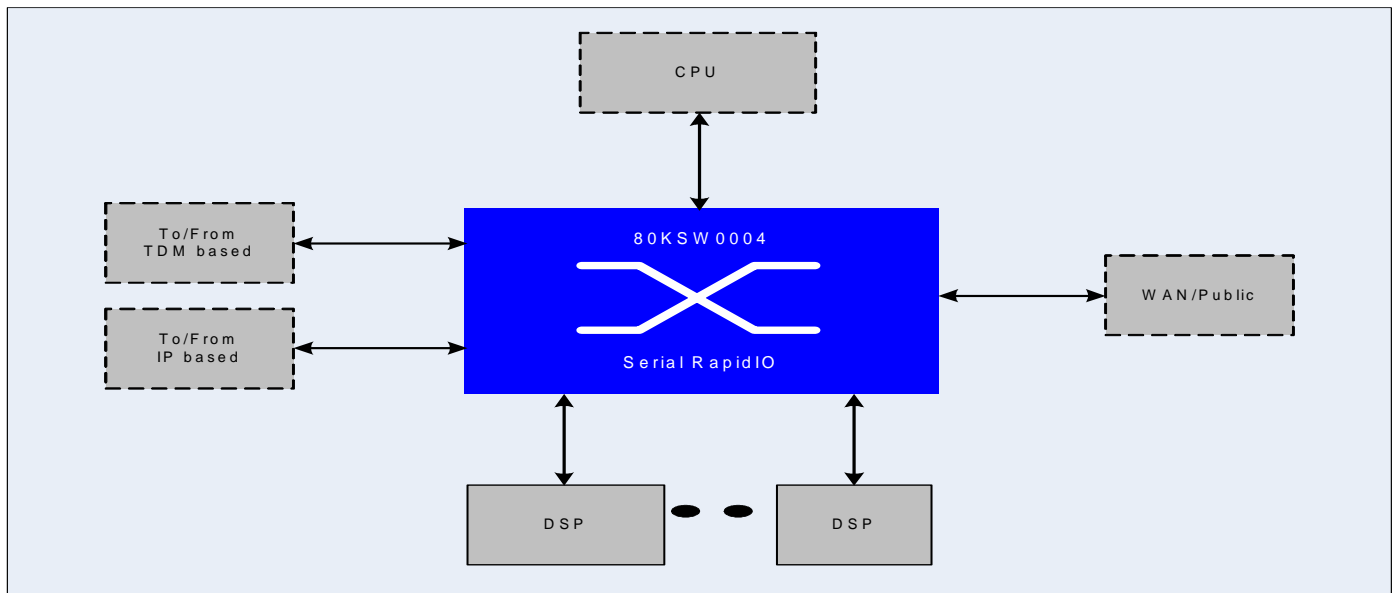 CPU
To/From
TDM based
80KSW0004
WAN/Public
To/From
IP based
Serial RapidIO
DSP
DSP